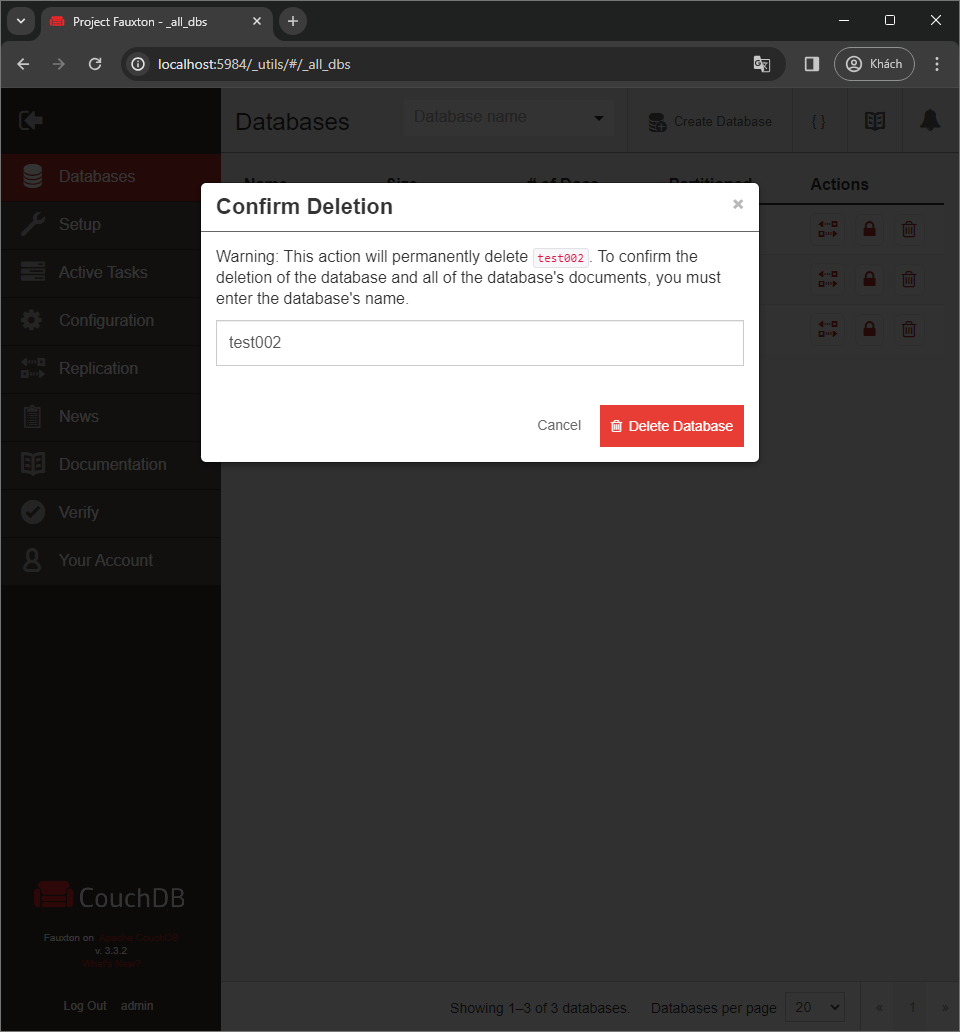 Project Fauxton - _all_dbs
localhost:5984/_utils/#/_all_dbs
Khách
Databases
Database name
Create Database
{ }
Name Size # of Docs Partitioned Actions
Databases
Setup
Active Tasks
Configuration
Replication
News
Documentation
Verify
Your Account
Confirm Deletion
×
Warning: This action will permanently delete test002. To confirm the
deletion of the database and all of the database's documents, you must
enter the database's name.
test002
Cancel
Delete Database
CouchDB
Fauxton on Apache CouchDB
v. 3.3.2
What's New?
Log Out admin
Showing 1–3 of 3 databases. Databases per page 20 « 1 »